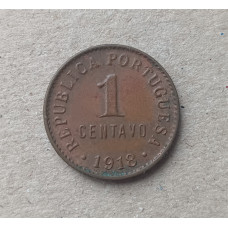 REPUBLICA PORTUGUESA
1
CENTAVO
• 1918 •